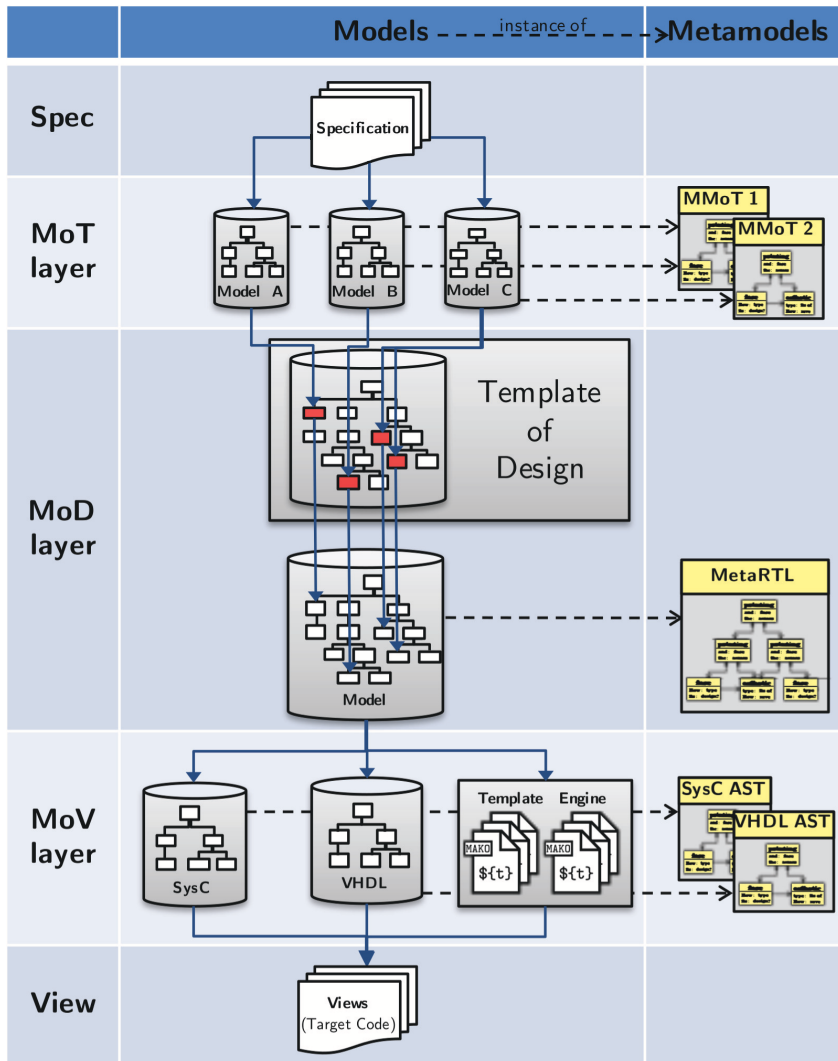 Models instance of Metamodels
Spec
Specification
MoT
layer
Model A
Model B
Model C
MMoT 1
MMoT 2
MoD
layer
Template
of
Design
Model
MetaRTL
MoV
layer
SysC
VHDL
Template Engine
MAKO
${t}
MAKO
${t}
SysC AST
VHDL AST
View
Views
(Target Code)